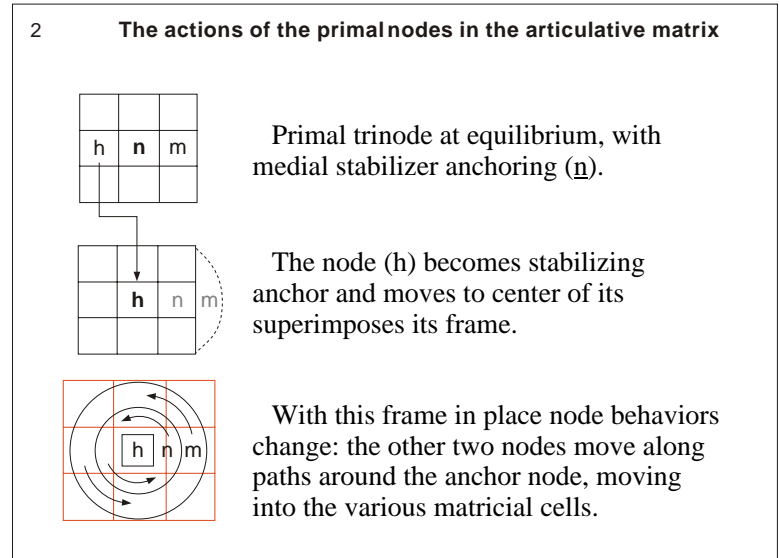 2 The actions of the primal nodes in the articulative matrix
h n m
Primal trinode at equilibrium, with
medial stabilizer anchoring (n).
h n m
The node (h) becomes stabilizing
anchor and moves to center of its
superimposes its frame.
h n m
With this frame in place node behaviors
change: the other two nodes move along
paths around the anchor node, moving
into the various matricial cells.